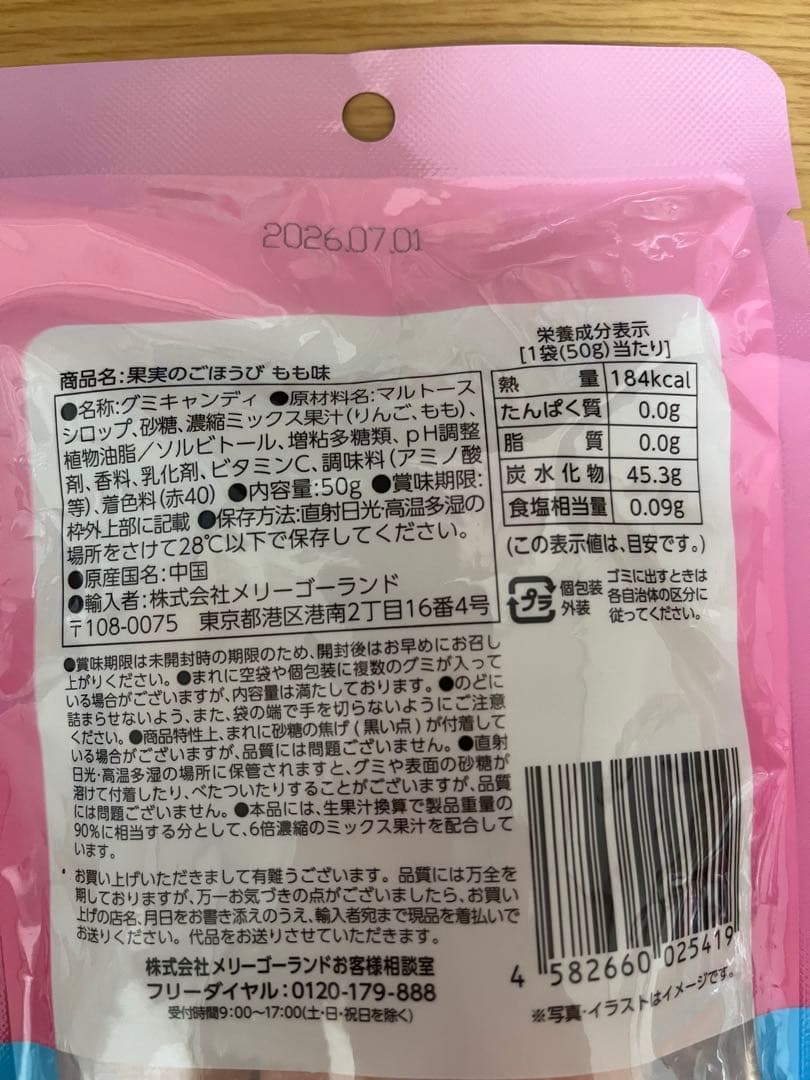 2026.07.01
商品名:果実のごほうび もも味
●名称:グミキャンディ ●原材料名:マルトース
シロップ、砂糖、濃縮ミックス果汁(りんご、もも)、
植物油脂/ソルビトール、増粘多糖類、pH調整
剤、香料、乳化剤、ビタミンC、調味料(アミノ酸
等)、着色料(赤40) ●内容量:50g ●賞味期限:
枠外上部に記載 ●保存方法:直射日光・高温多湿の
場所をさけて28℃以下で保存してください。
●原産国名:中国
●輸入者:株式会社メリーゴーランド
〒108-0075 東京都港区港南2丁目16番4号
栄養成分表示
[1袋(50g)当たり]
熱量 184kcal
たんぱく質 0.0g
脂質 0.0g
炭水化物 45.3g
食塩相当量 0.09g
(この表示値は、目安です。)
プラ
個包装
外装
ゴミに出すときは
各自治体の区分に
従ってください。
●賞味期限は未開封時の期限のため、開封後はお早めにお召し
上がりください。●まれに空袋や個包装に複数のグミが入って
いる場合がございますが、内容量は満たしております。●のどに
詰まらせないよう、また、袋の端で手を切らないようにご注意
ください。●商品特性上、まれに砂糖の焦げ(黒い点)が付着して
いる場合がございますが、品質には問題ございません。●直射
日光・高温多湿の場所に保管されますと、グミや表面の砂糖が
溶けて付着したり、べたついたりすることがございますが、品質
には問題ございません。●本品には、生果汁換算で製品重量の
90%に相当する分として、6倍濃縮のミックス果汁を配合して
います。
お買い上げいただきまして有難うございます。品質には万全を
期しておりますが、万一お気づきの点がございましたら、お買い
上げの店名、月日をお書き添えのうえ、輸入者宛まで現品を着払いで
お送りください。代品をお送りさせていただきます。
株式会社メリーゴーランドお客様相談室
フリーダイヤル:0120-179-888
受付時間9:00〜17:00(土・日・祝日を除く)
4 582660 025419
※写真・イラストはイメージです。